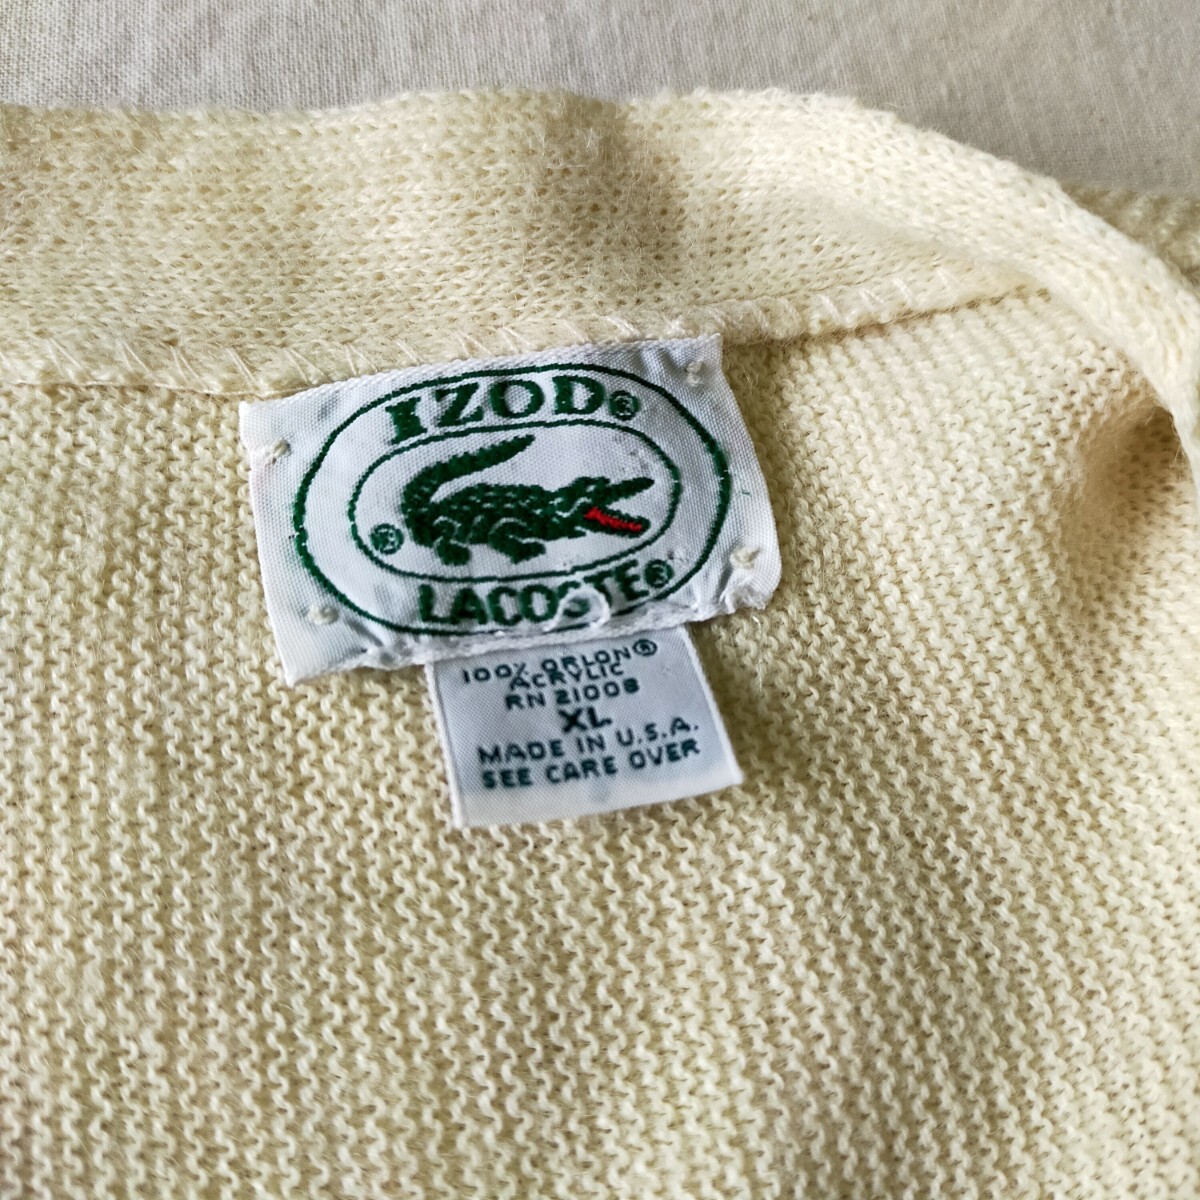 IZOD®
®
LACOSTE®
100% ORLON®
ACRYLIC
RN 21008
XL
MADE IN U.S.A.
SEE CARE OVER